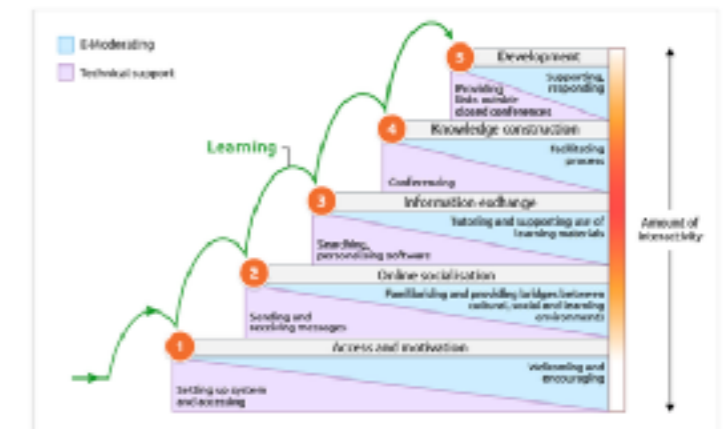 E-Moderating
Technical support
Learning
5
Development
Supporting,
responding
Providing
links outside
closed conferences
4
Knowledge construction
Facilitating
process
Conferencing
3
Information exchange
Tutoring and supporting use of
learning materials
Searching,
personalising software
2
Online socialisation
Familiarising and providing bridges between
cultural, social and learning
environments
Sending and
receiving messages
1
Access and motivation
Welcoming and
encouraging
Setting up system
and accessing
Amount of
interactivity